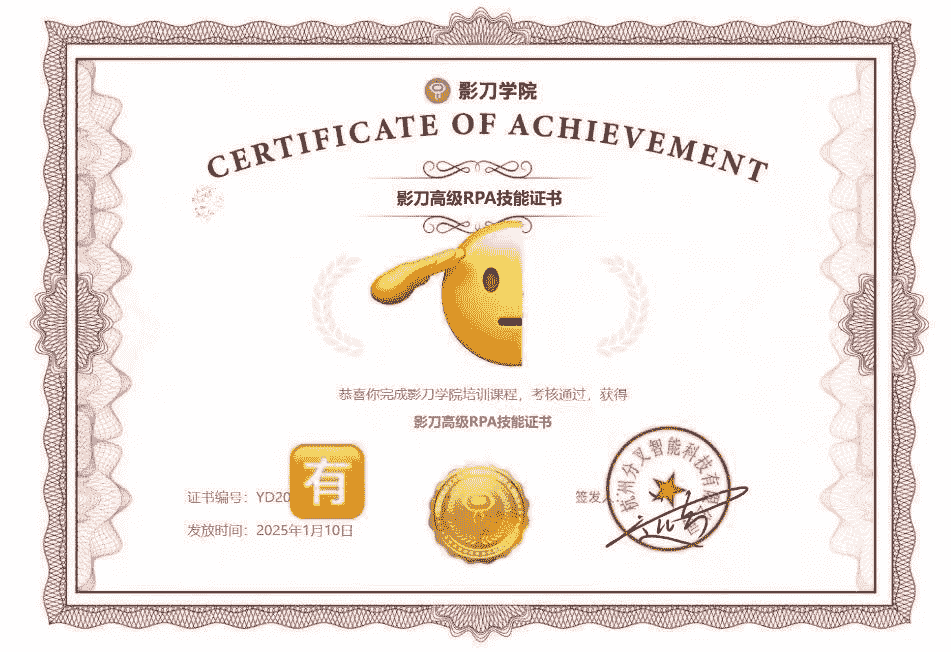 影刀学院
CERTIFICATE OF ACHIEVEMENT
影刀高级RPA技能证书
恭喜你完成影刀学院培训课程，考核通过，获得
影刀高级RPA技能证书
有
证书编号：YD20
发放时间：2025年1月10日
签发人：
杭州分叉智能科技有